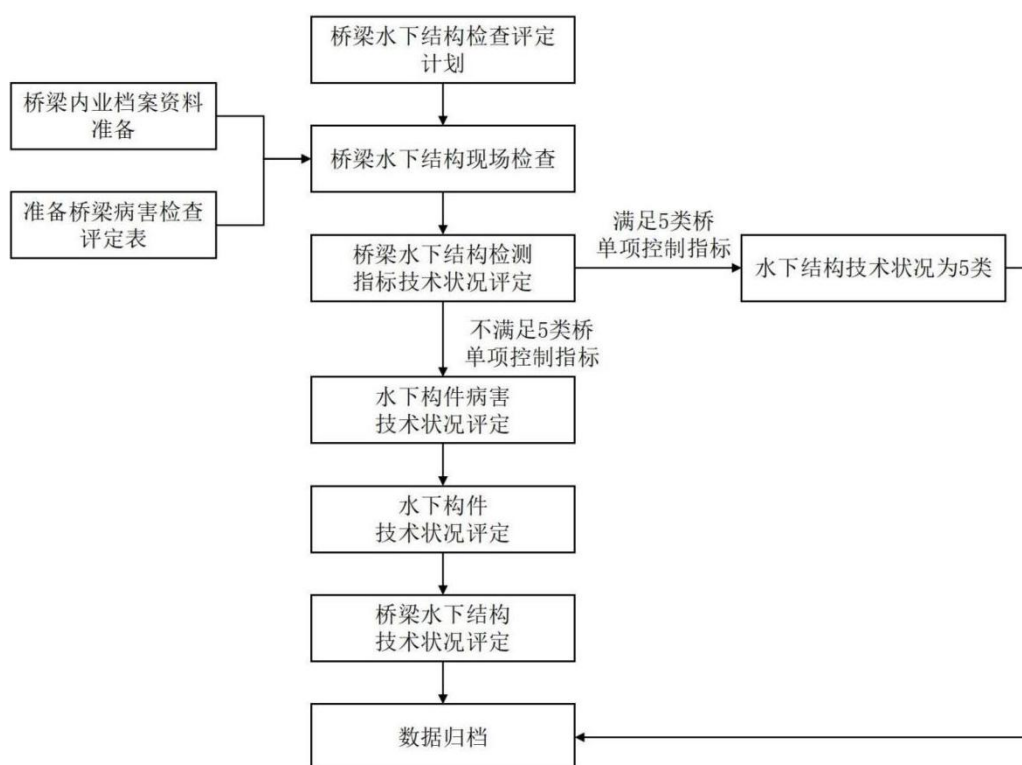 桥梁水下结构检查评定
计划
桥梁内业档案资料
准备
桥梁水下结构现场检查
准备桥梁病害检查
评定表
桥梁水下结构检测
指标技术状况评定
满足5类桥
单项控制指标
水下结构技术状况为5类
不满足5类桥
单项控制指标
水下构件病害
技术状况评定
水下构件
技术状况评定
桥梁水下结构
技术状况评定
数据归档